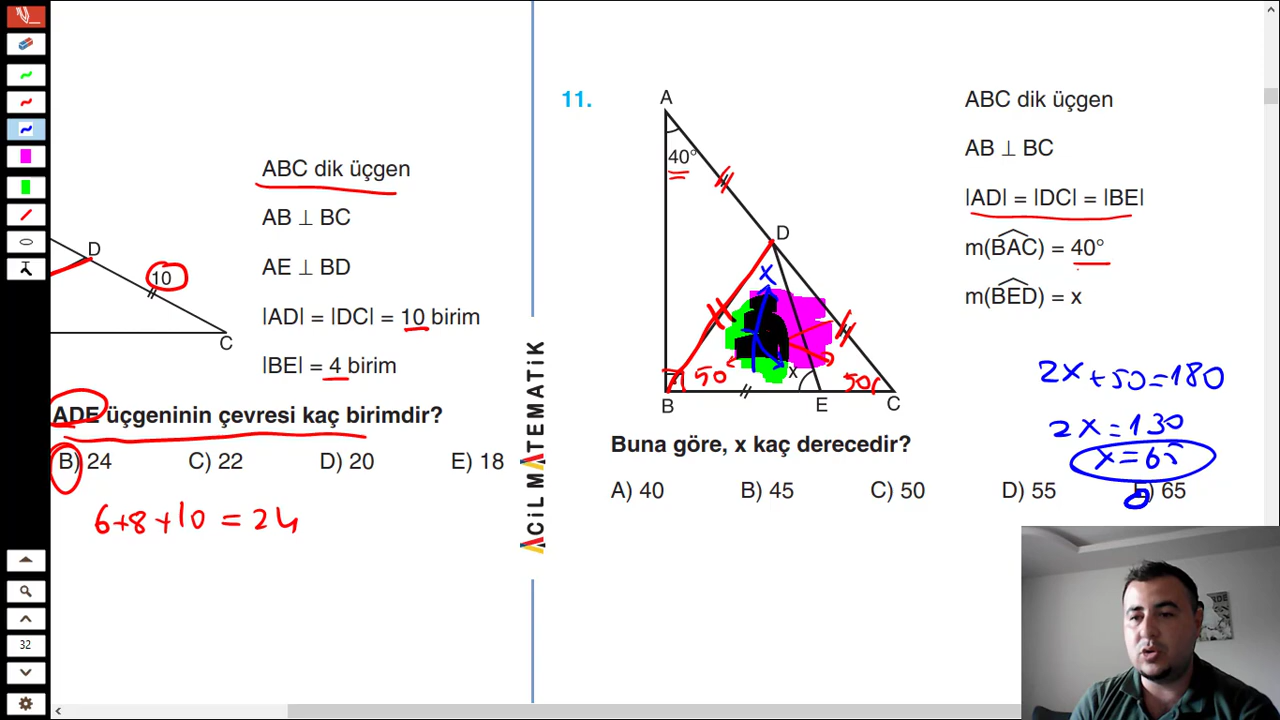 D
10
C
ABC dik üçgen
AB ⊥ BC
AE ⊥ BD
|AD| = |DC| = 10 birim
|BE| = 4 birim
ADE üçgeninin çevresi kaç birimdir?
B) 24 C) 22 D) 20 E) 18
6+8+10 = 24
ACİL MATEMATİK
11.
A
40°
D
x
50
x
50
B
E
C
ABC dik üçgen
AB ⊥ BC
|AD| = |DC| = |BE|
m(BAC) = 40°
m(BED) = x
2x+50=180
2x=130
x=65
Buna göre, x kaç derecedir?
A) 40 B) 45 C) 50 D) 55 E) 65
32